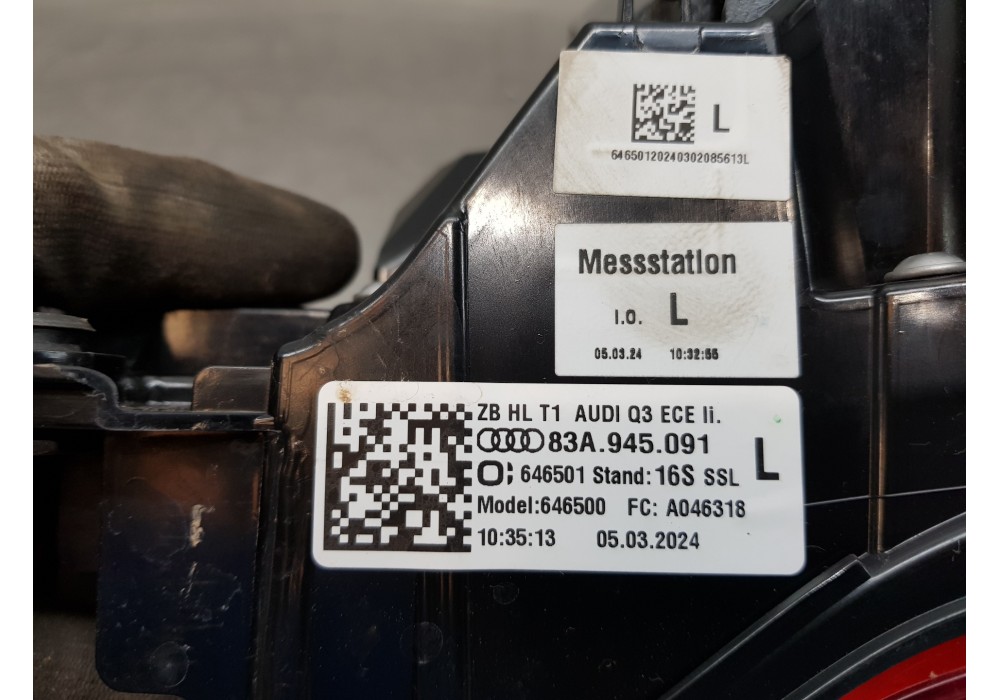 L
64650120240302085613L
Messstation
I.O. L
05.03.24 10:32:56
ZB HL T1 AUDI Q3 ECE li.
83A.945.091
L
646501 Stand: 16S SSL
Model:646500 FC: A046318
10:35:13 05.03.2024